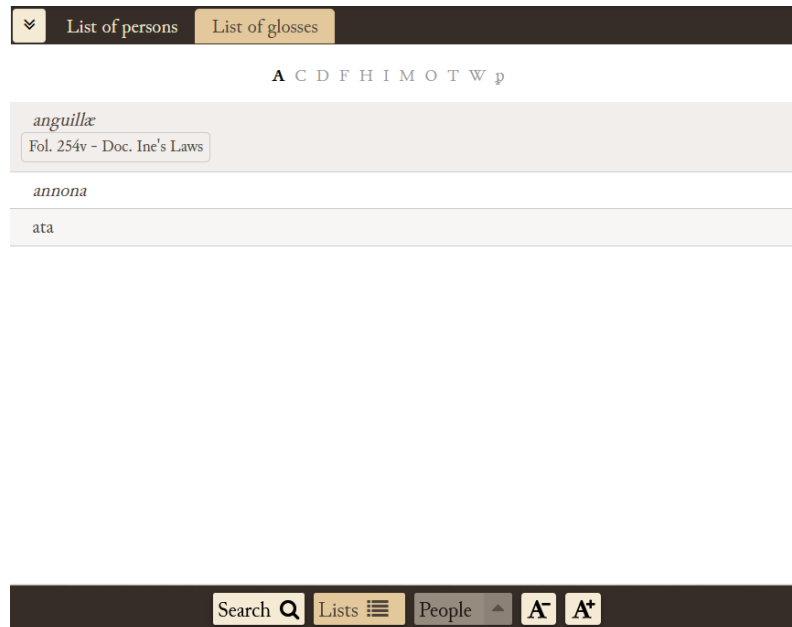 List of persons List of glosses
A C D F H I M O T W ꝥ
anguillæ
Fol. 254v - Doc. Ine's Laws
annona
ata
Search Lists People A- A+